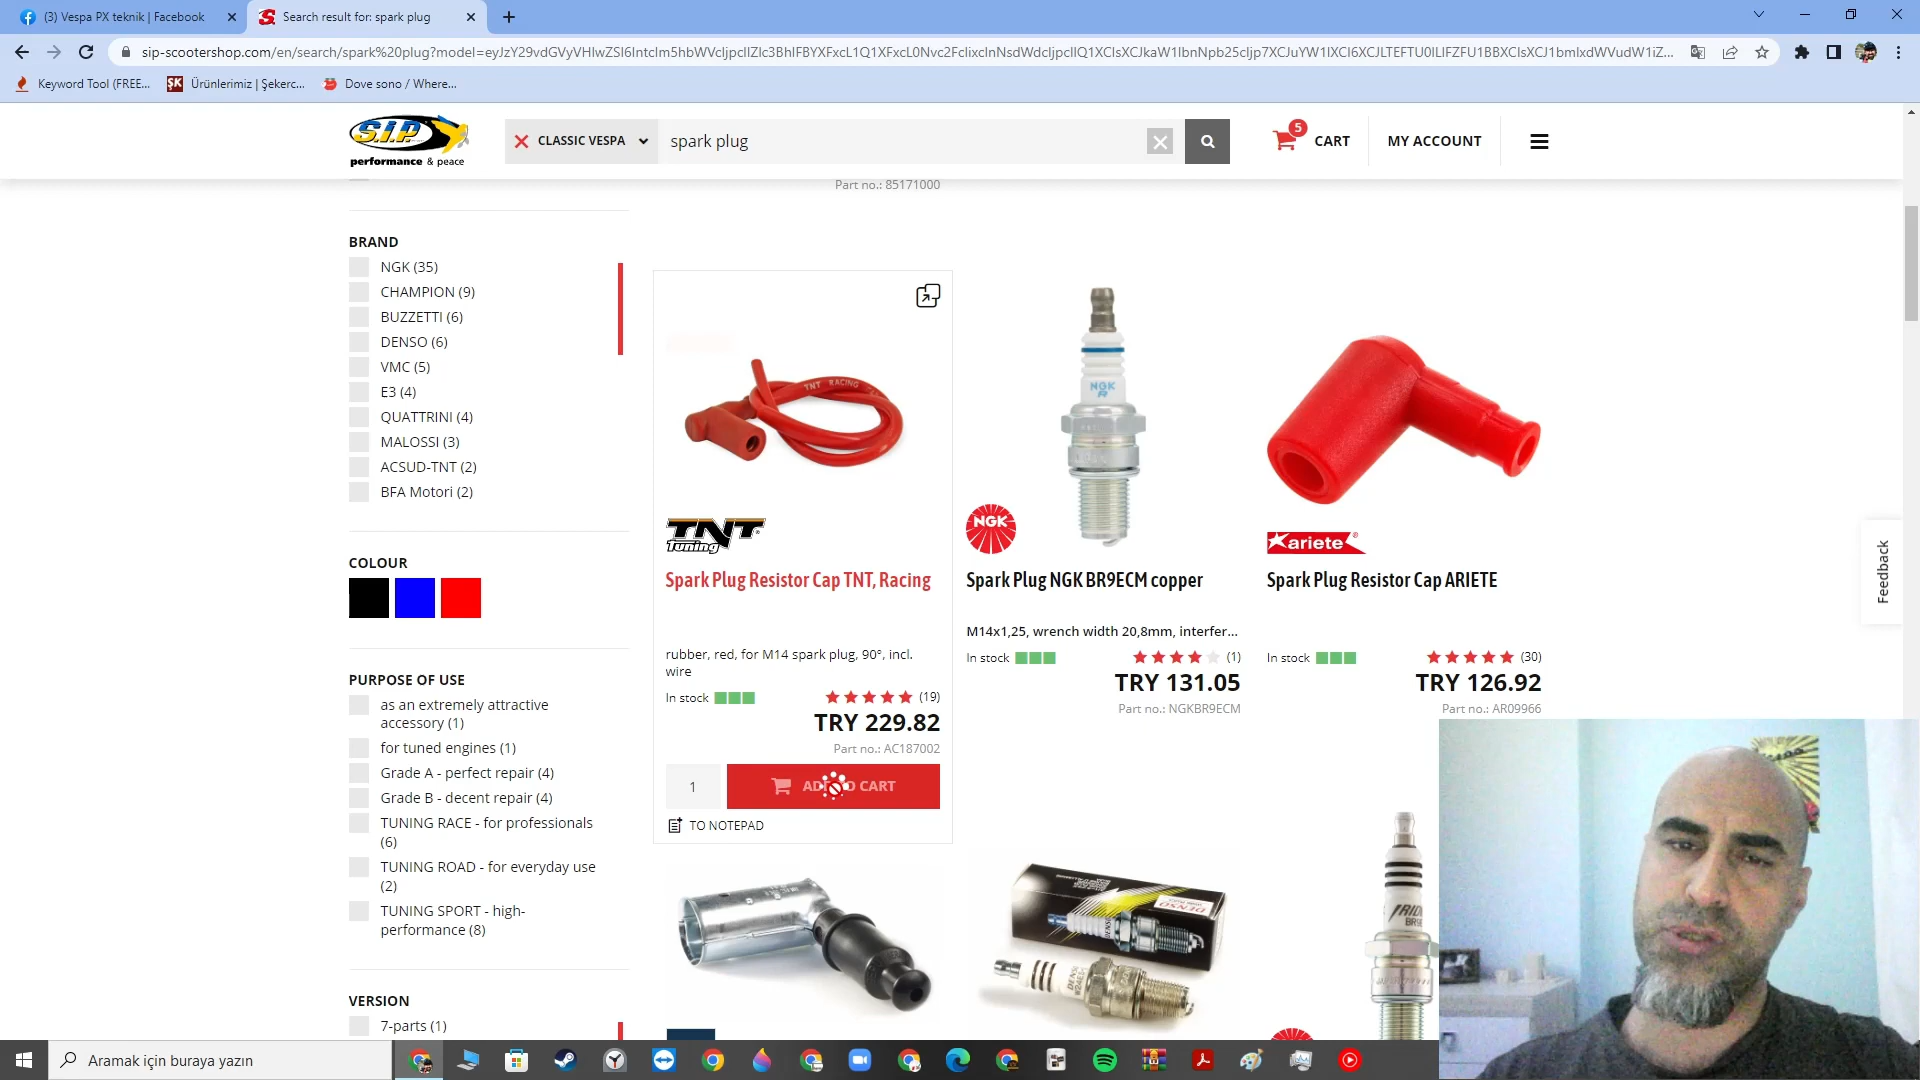 (3) Vespa PX teknik | Facebook
Search result for: spark plug
sip-scootershop.com/en/search/spark%20plug?model=
Keyword Tool (FREE...
ŞK
Ürünlerimiz | Şekerc...
Dove sono / Where...
S.I.P.
performance & peace
CLASSIC VESPA
spark plug
5
CART
MY ACCOUNT
Part no.: 85171000
BRAND
NGK (35)
CHAMPION (9)
BUZZETTI (6)
DENSO (6)
VMC (5)
E3 (4)
QUATTRINI (4)
MALOSSI (3)
ACSUD-TNT (2)
BFA Motori (2)
COLOUR
PURPOSE OF USE
as an extremely attractive
accessory (1)
for tuned engines (1)
Grade A - perfect repair (4)
Grade B - decent repair (4)
TUNING RACE - for professionals
(6)
TUNING ROAD - for everyday use
(2)
TUNING SPORT - high-
performance (8)
VERSION
7-parts (1)
TNT RACING
TNT
Tuning
Spark Plug Resistor Cap TNT, Racing
rubber, red, for M14 spark plug, 90°, incl.
wire
In stock
(19)
TRY 229.82
Part no.: AC187002
1
ADD TO CART
TO NOTEPAD
NGK
R
NGK
Spark Plug NGK BR9ECM copper
M14x1,25, wrench width 20,8mm, interfer...
In stock
(1)
TRY 131.05
Part no.: NGKBR9ECM
ariete
Spark Plug Resistor Cap ARIETE
In stock
(30)
TRY 126.92
Part no.: AR09966
DENSO
DENSO
Feedback
Aramak için buraya yazın